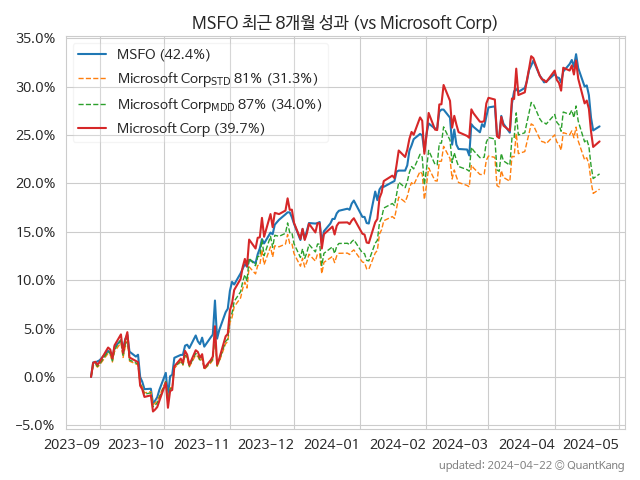 MSFO 최근 8개월 성과 (vs Microsoft Corp)
35.0%
30.0%
25.0%
20.0%
15.0%
10.0%
5.0%
0.0%
−5.0%
MSFO (42.4%)
Microsoft CorpSTD 81% (31.3%)
Microsoft CorpMDD 87% (34.0%)
Microsoft Corp (39.7%)
2023-09 2023-10 2023-11 2023-12 2024-01 2024-02 2024-03 2024-04 2024-05
updated: 2024-04-22 © QuantKang